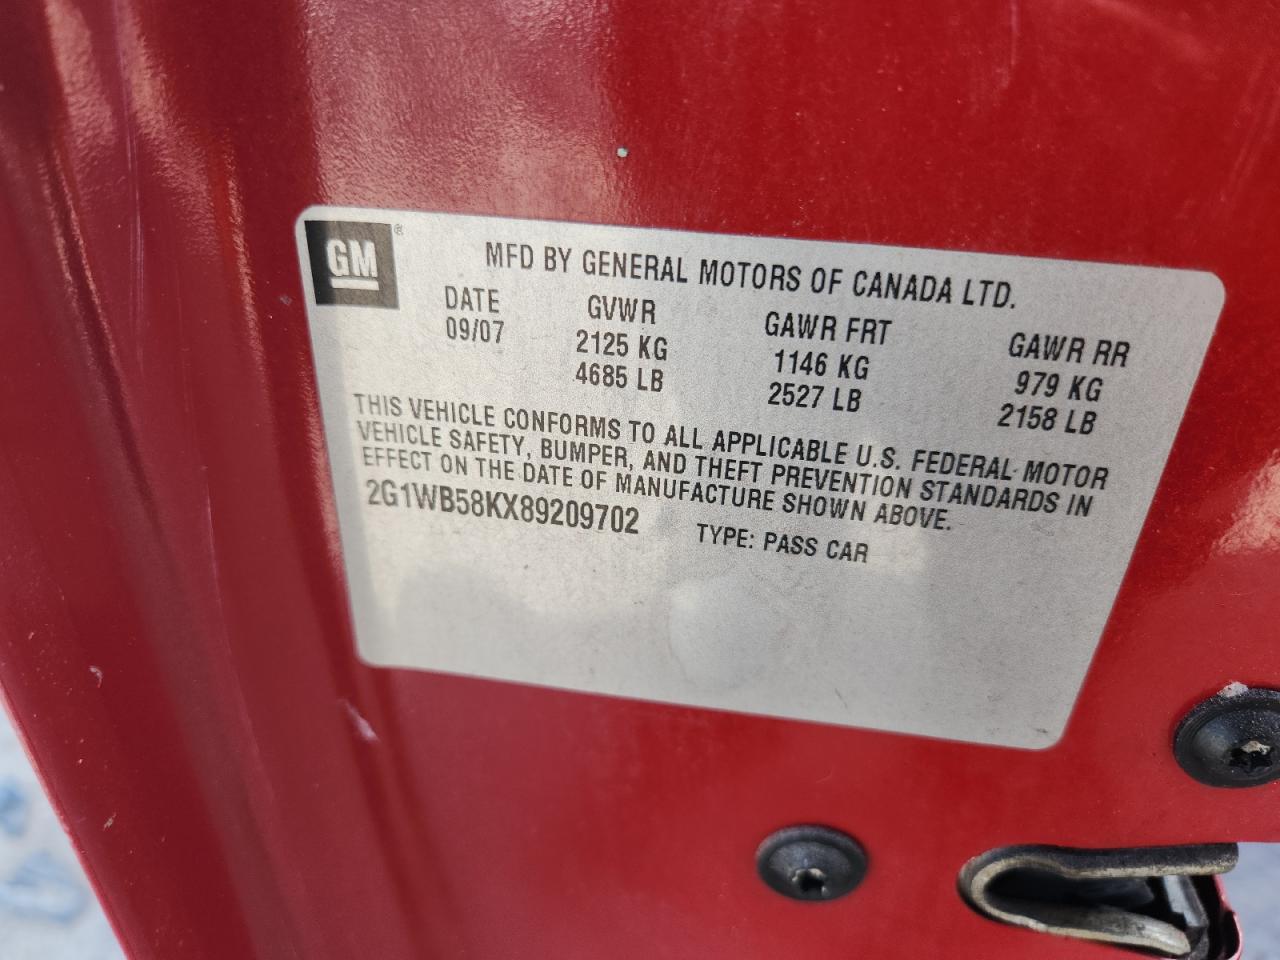 GM ®
MFD BY GENERAL MOTORS OF CANADA LTD.
DATE GVWR GAWR FRT GAWR RR
09/07 2125 KG 1146 KG 979 KG
4685 LB 2527 LB 2158 LB
THIS VEHICLE CONFORMS TO ALL APPLICABLE U.S. FEDERAL MOTOR
VEHICLE SAFETY, BUMPER, AND THEFT PREVENTION STANDARDS IN
EFFECT ON THE DATE OF MANUFACTURE SHOWN ABOVE.
2G1WB58KX89209702 TYPE: PASS CAR